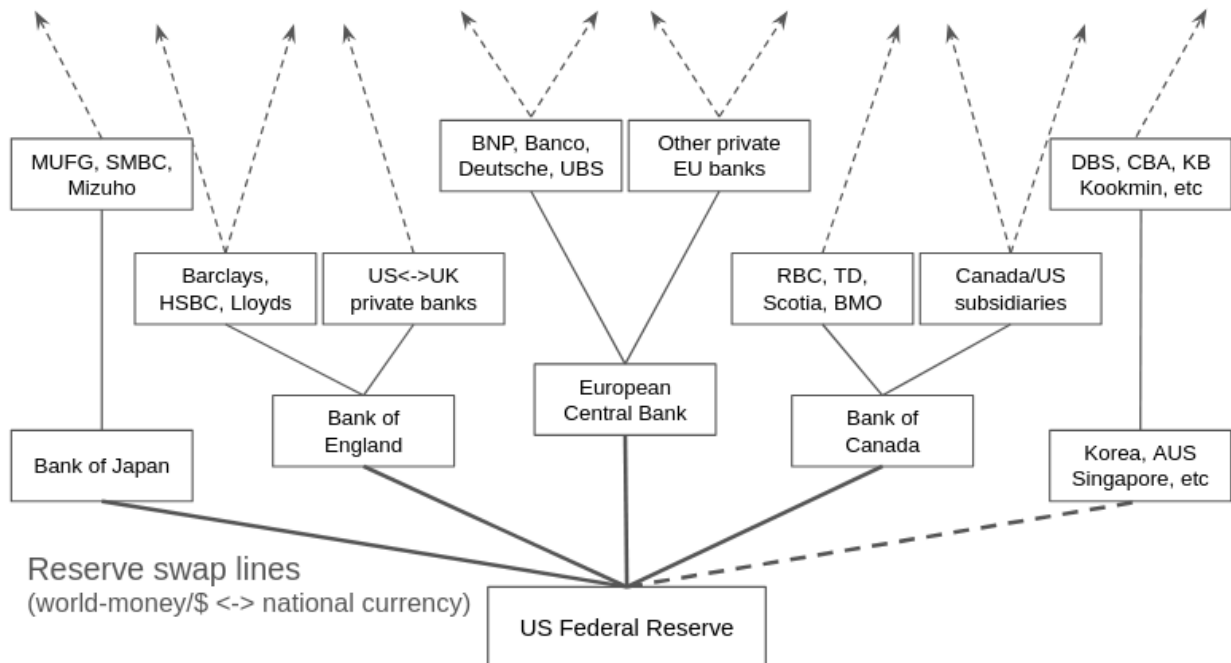 BNP, Banco,
Deutsche, UBS
Other private
EU banks
MUFG, SMBC,
Mizuho
DBS, CBA, KB
Kookmin, etc
Barclays,
HSBC, Lloyds
US<->UK
private banks
RBC, TD,
Scotia, BMO
Canada/US
subsidiaries
European
Central Bank
Bank of
England
Bank of
Canada
Bank of Japan
Korea, AUS
Singapore, etc
Reserve swap lines
(world-money/$ <-> national currency)
US Federal Reserve